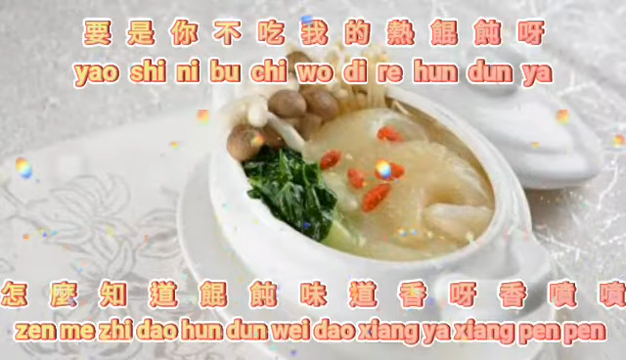 要是你不吃我的熱餛飩呀
yao shi ni bu chi wo di re hun dun ya
怎麼知道餛飩味道香呀香噴噴
zen me zhi dao hun dun wei dao xiang ya xiang pen pen